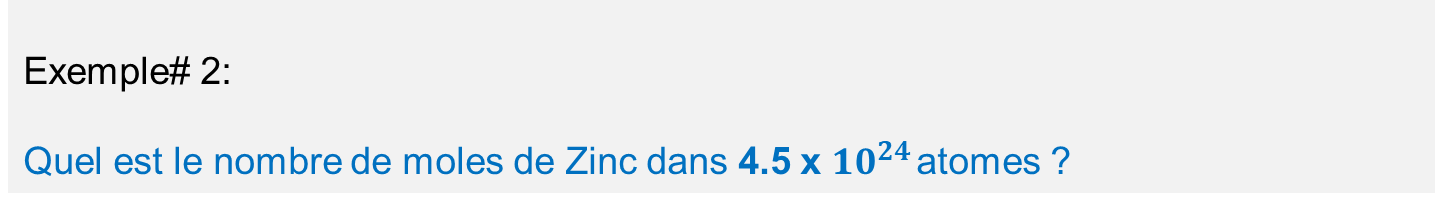 Exemple# 2:
Quel est le nombre de moles de Zinc dans 4.5 x 10²⁴ atomes ?